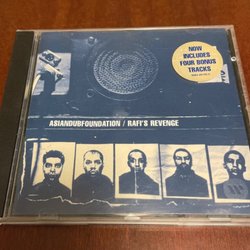 NOW
INCLUDES
FOUR BONUS
TRACKS
ASIANDUBFOUNDATION / RAFI'S REVENGE